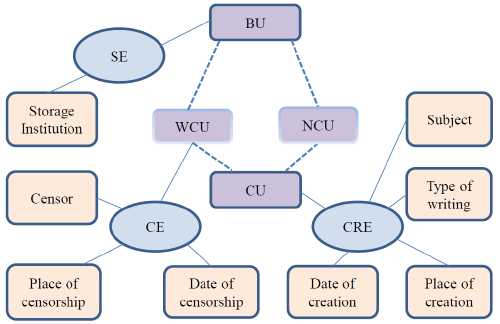 BU
SE
Storage
Institution
WCU
NCU
Subject
Censor
CU
Type of
writing
CE
CRE
Place of
censorship
Date of
censorship
Date of
creation
Place of
creation